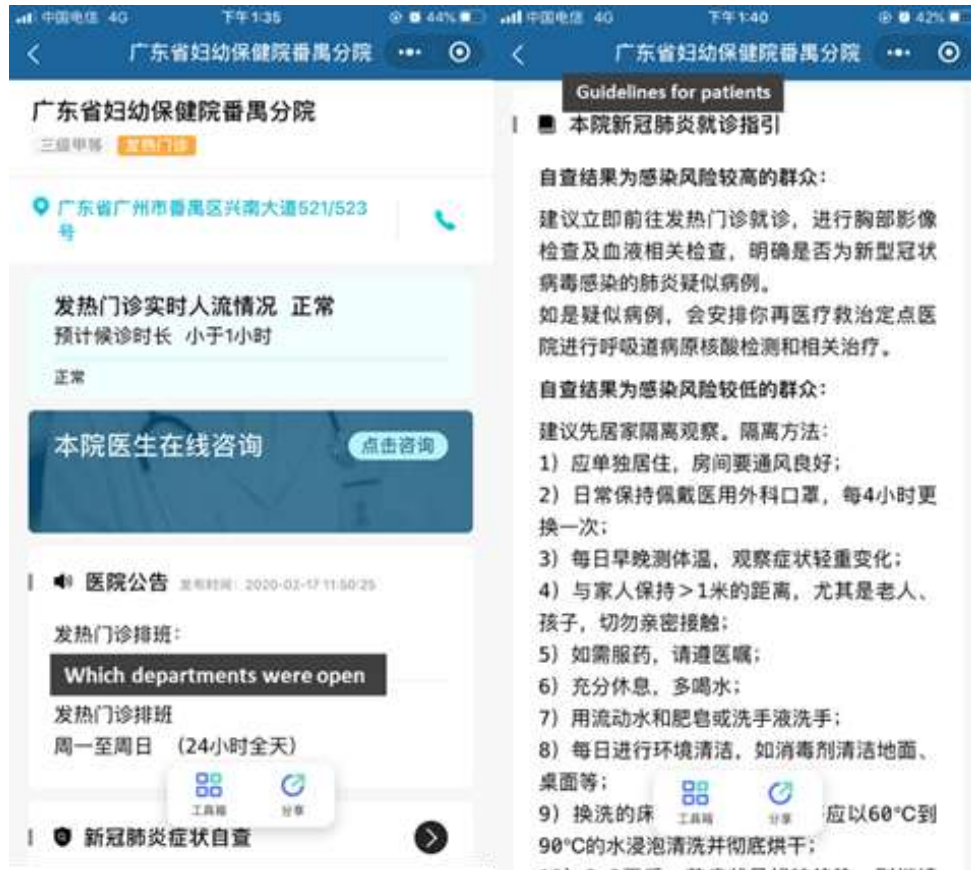 中国电信 4G 下午1:35 44%
广东省妇幼保健院番禺分院
广东省妇幼保健院番禺分院
三级甲等 发热门诊
广东省广州市番禺区兴南大道521/523
号
发热门诊实时人流情况 正常
预计候诊时长 小于1小时
正常
本院医生在线咨询 点击咨询
医院公告 发布时间: 2020-02-17 11:50:25
发热门诊排班:
Which departments were open
发热门诊排班
周一至周日 (24小时全天)
工具箱 分享
新冠肺炎症状自查
中国电信 4G 下午1:40 42%
广东省妇幼保健院番禺分院
Guidelines for patients
本院新冠肺炎就诊指引
自查结果为感染风险较高的群众:
建议立即前往发热门诊就诊,进行胸部影像
检查及血液相关检查,明确是否为新型冠状
病毒感染的肺炎疑似病例。
如是疑似病例,会安排你再医疗救治定点医
院进行呼吸道病原核酸检测和相关治疗。
自查结果为感染风险较低的群众:
建议先居家隔离观察。隔离方法:
1)应单独居住,房间要通风良好;
2)日常保持佩戴医用外科口罩,每4小时更
换一次;
3)每日早晚测体温,观察症状轻重变化;
4)与家人保持>1米的距离,尤其是老人、
孩子,切勿亲密接触;
5)如需服药,请遵医嘱;
6)充分休息,多喝水;
7)用流动水和肥皂或洗手液洗手;
8)每日进行环境清洁,如消毒剂清洁地面、
桌面等;
9)换洗的床 应以60°C到
90°C的水浸泡清洗并彻底烘干;
工具箱 分享